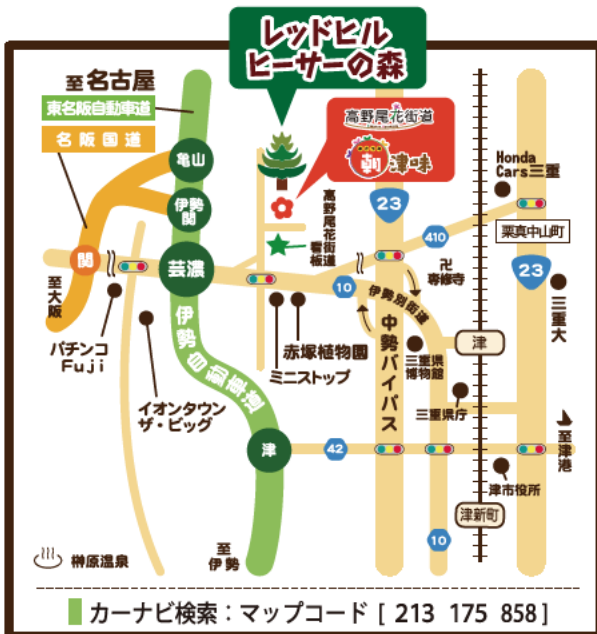 レッドヒル
ヒーサーの森
至名古屋
東名阪自動車道
名阪国道
高野尾花街道
朝津味
亀山
伊勢
関
Honda
Cars三重
23
高野尾花街道
看板
410
栗真中山町
卍
専修寺
関
芸濃
10
伊勢別街道
23
至大阪
パチンコ
Fuji
赤塚植物園
ミニストップ
津
三重大
伊勢自動車道
中勢バイパス
三重県
博物館
イオンタウン
ザ・ビッグ
三重県庁
至津港
津
42
津市役所
津新町
10
榊原温泉
至
伊勢
カーナビ検索：マップコード [ 213 175 858 ]